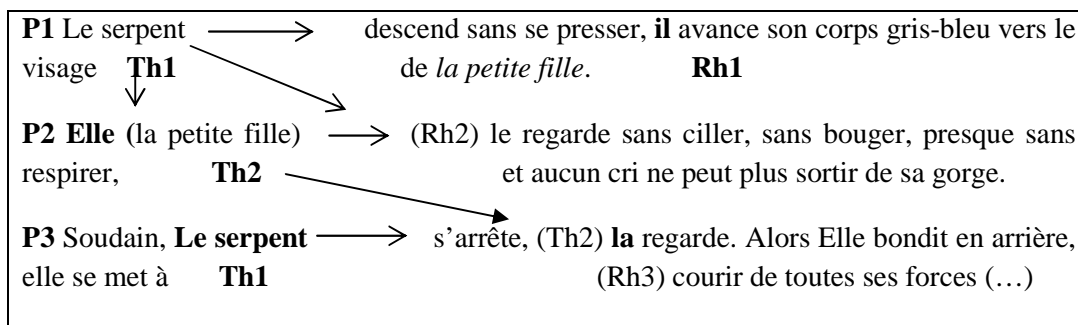 P1 Le serpent descend sans se presser, il avance son corps gris-bleu vers le
visage Th1 de la petite fille. Rh1
P2 Elle (la petite fille) (Rh2) le regarde sans ciller, sans bouger, presque sans
respirer, Th2 et aucun cri ne peut plus sortir de sa gorge.
P3 Soudain, Le serpent s’arrête, (Th2) la regarde. Alors Elle bondit en arrière,
elle se met à Th1 (Rh3) courir de toutes ses forces (…)